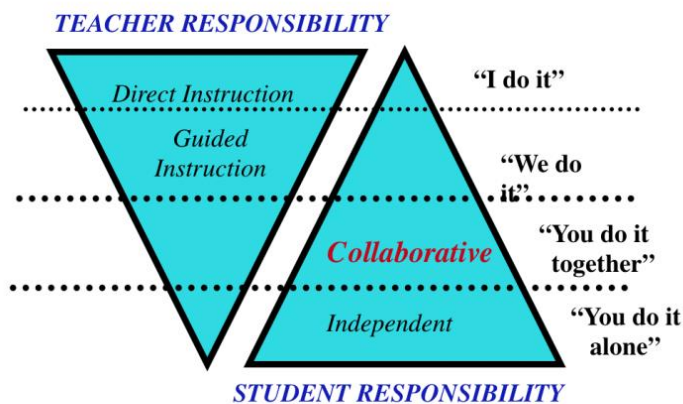 TEACHER RESPONSIBILITY
“I do it”
Direct Instruction
Guided
Instruction
“We do
it”
“You do it
together”
Collaborative
“You do it
alone”
Independent
STUDENT RESPONSIBILITY